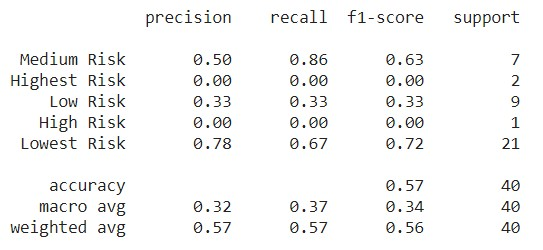 precision recall f1-score support
Medium Risk 0.50 0.86 0.63 7
Highest Risk 0.00 0.00 0.00 2
Low Risk 0.33 0.33 0.33 9
High Risk 0.00 0.00 0.00 1
Lowest Risk 0.78 0.67 0.72 21
accuracy 0.57 40
macro avg 0.32 0.37 0.34 40
weighted avg 0.57 0.57 0.56 40